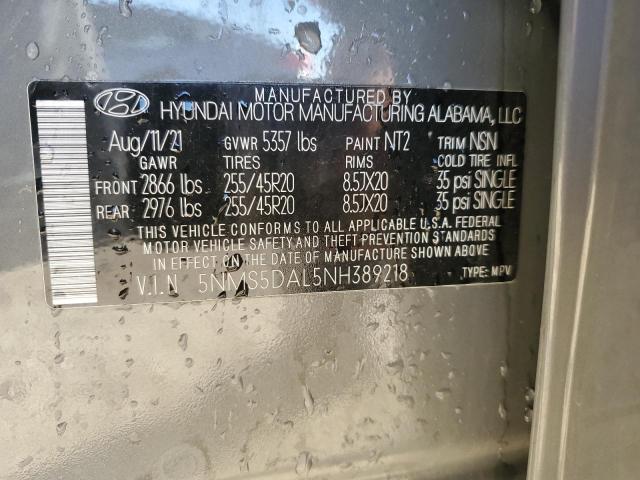 MANUFACTURED BY
HYUNDAI MOTOR MANUFACTURING ALABAMA, LLC
Aug/11/21 GVWR 5357 lbs PAINT NT2 TRIM NSN
GAWR TIRES RIMS COLD TIRE INFL
FRONT 2866 lbs 255/45R20 8.5JX20 35 psi SINGLE
REAR 2976 lbs 255/45R20 8.5JX20 35 psi SINGLE
THIS VEHICLE CONFORMS TO ALL APPLICABLE U.S.A. FEDERAL
MOTOR VEHICLE SAFETY AND THEFT PREVENTION STANDARDS
IN EFFECT ON THE DATE OF MANUFACTURE SHOWN ABOVE
V.I.N 5NMS5DAL5NH389218 TYPE: MPV